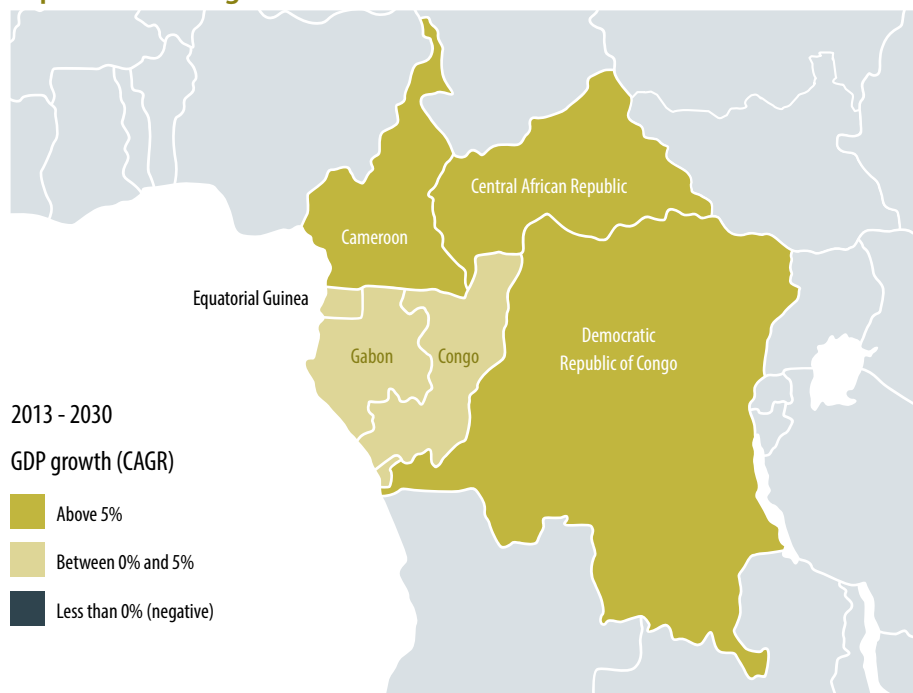 Central African Republic
Cameroon
Equatorial Guinea
Democratic
Republic of Congo
Gabon
Congo
2013 - 2030
GDP growth (CAGR)
Above 5%
Between 0% and 5%
Less than 0% (negative)